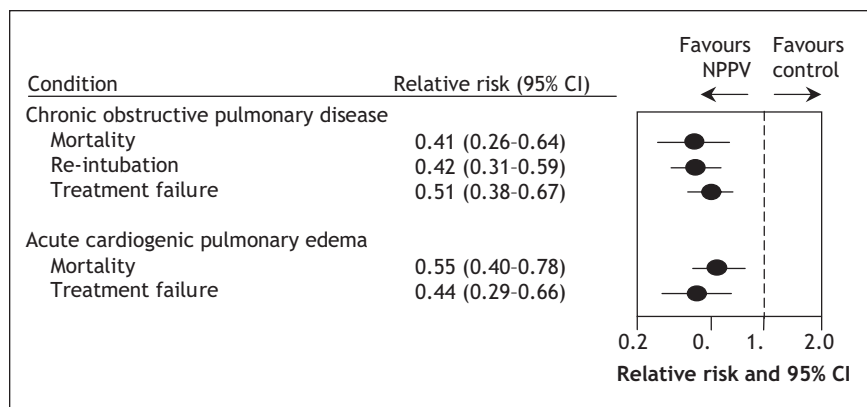 Favours Favours
Condition Relative risk (95% CI) NPPV control
Chronic obstructive pulmonary disease
Mortality 0.41 (0.26–0.64)
Re-intubation 0.42 (0.31–0.59)
Treatment failure 0.51 (0.38–0.67)
Acute cardiogenic pulmonary edema
Mortality 0.55 (0.40–0.78)
Treatment failure 0.44 (0.29–0.66)
0.2 0. 1. 2.0
Relative risk and 95% CI